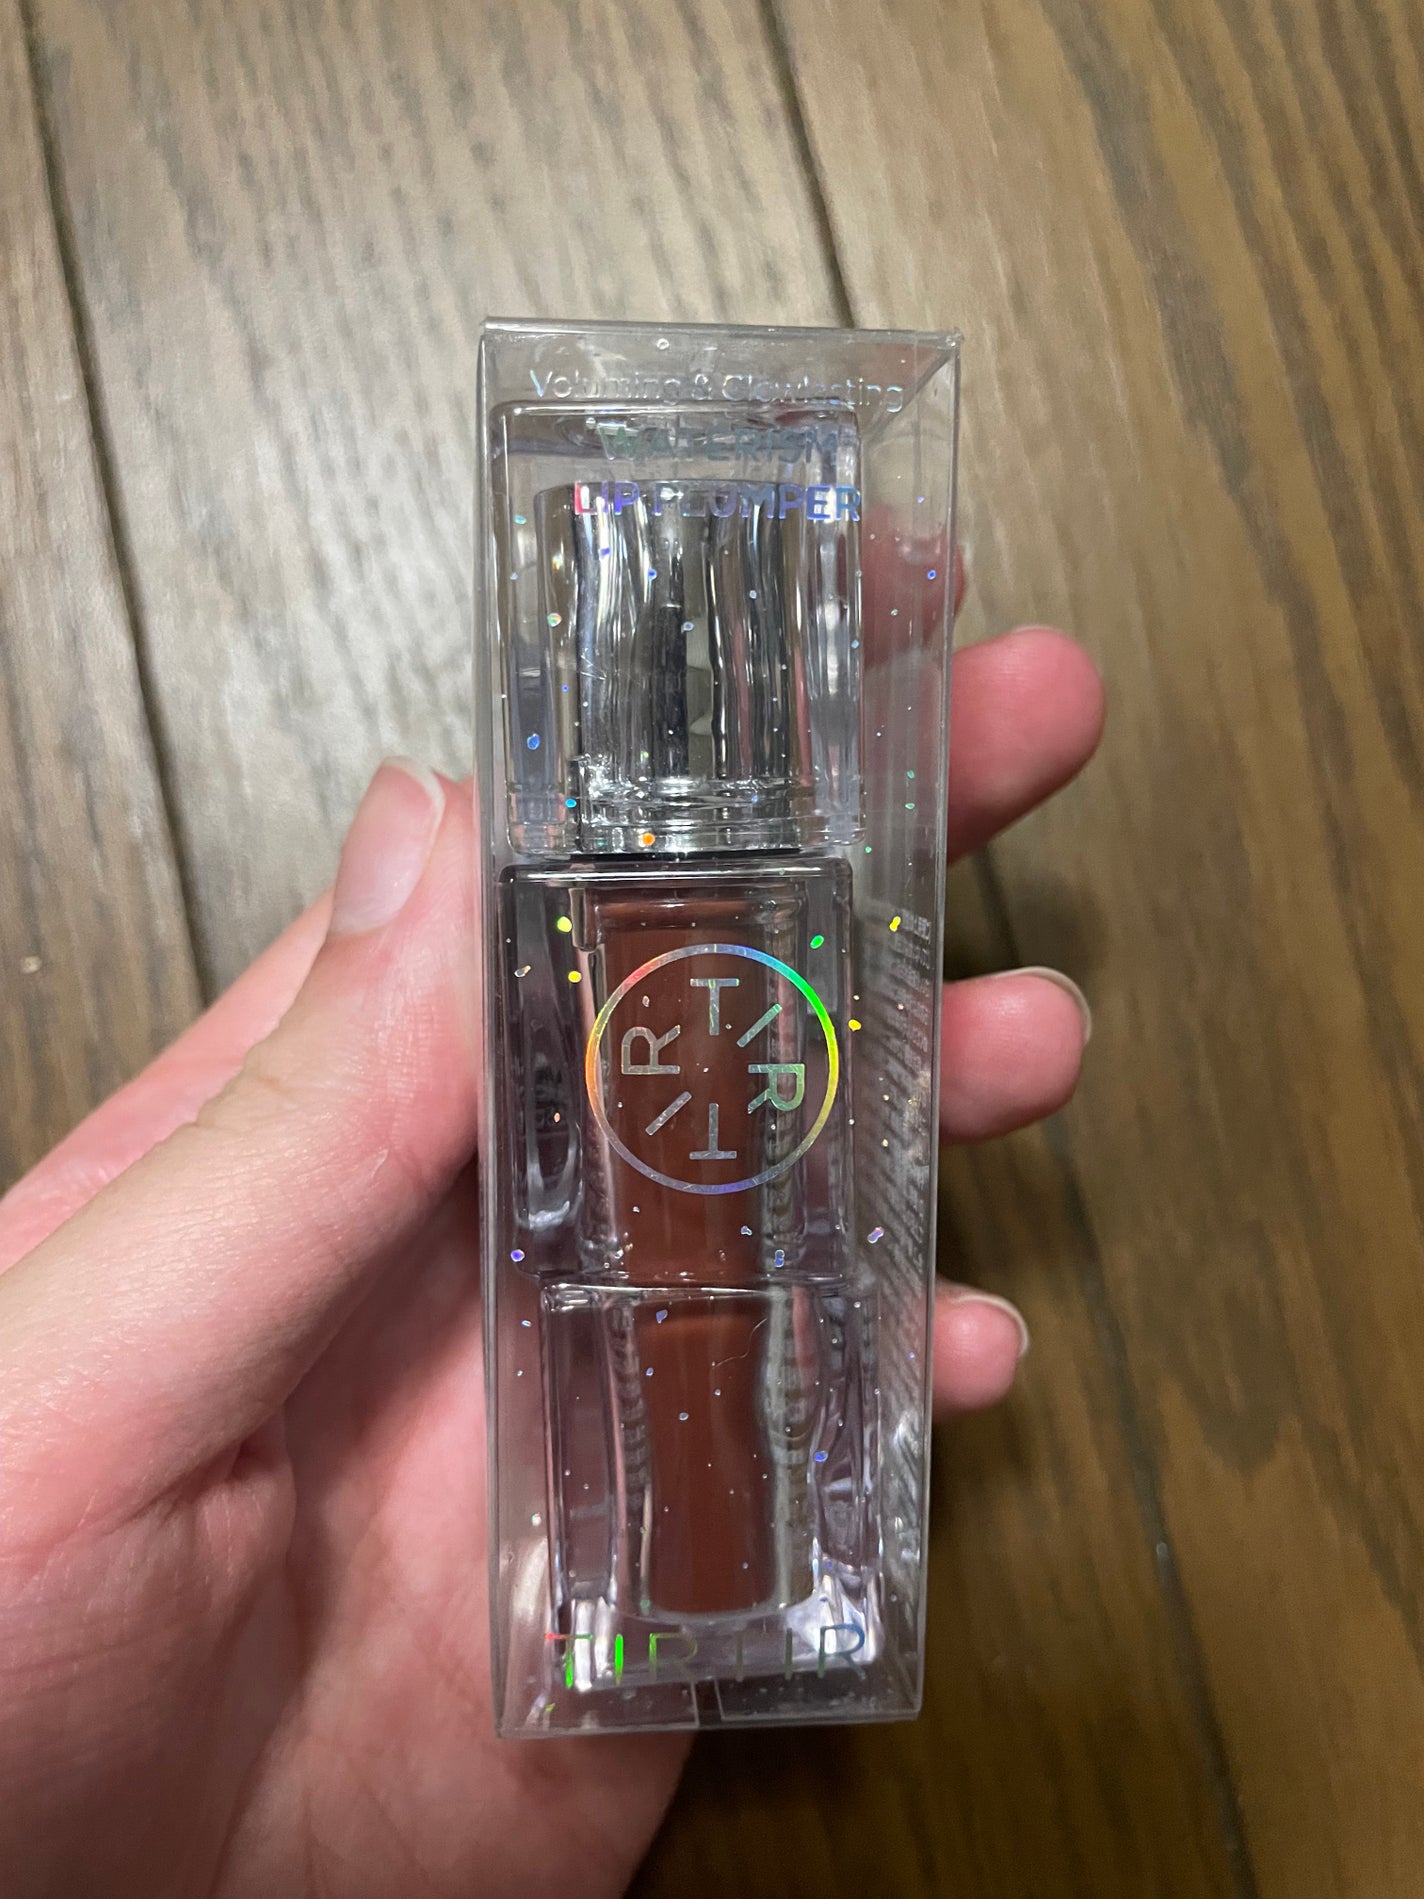 Voluming & Glowlasting
WATERISM
LIP PLUMPER
TIRTIR
TIRTIR